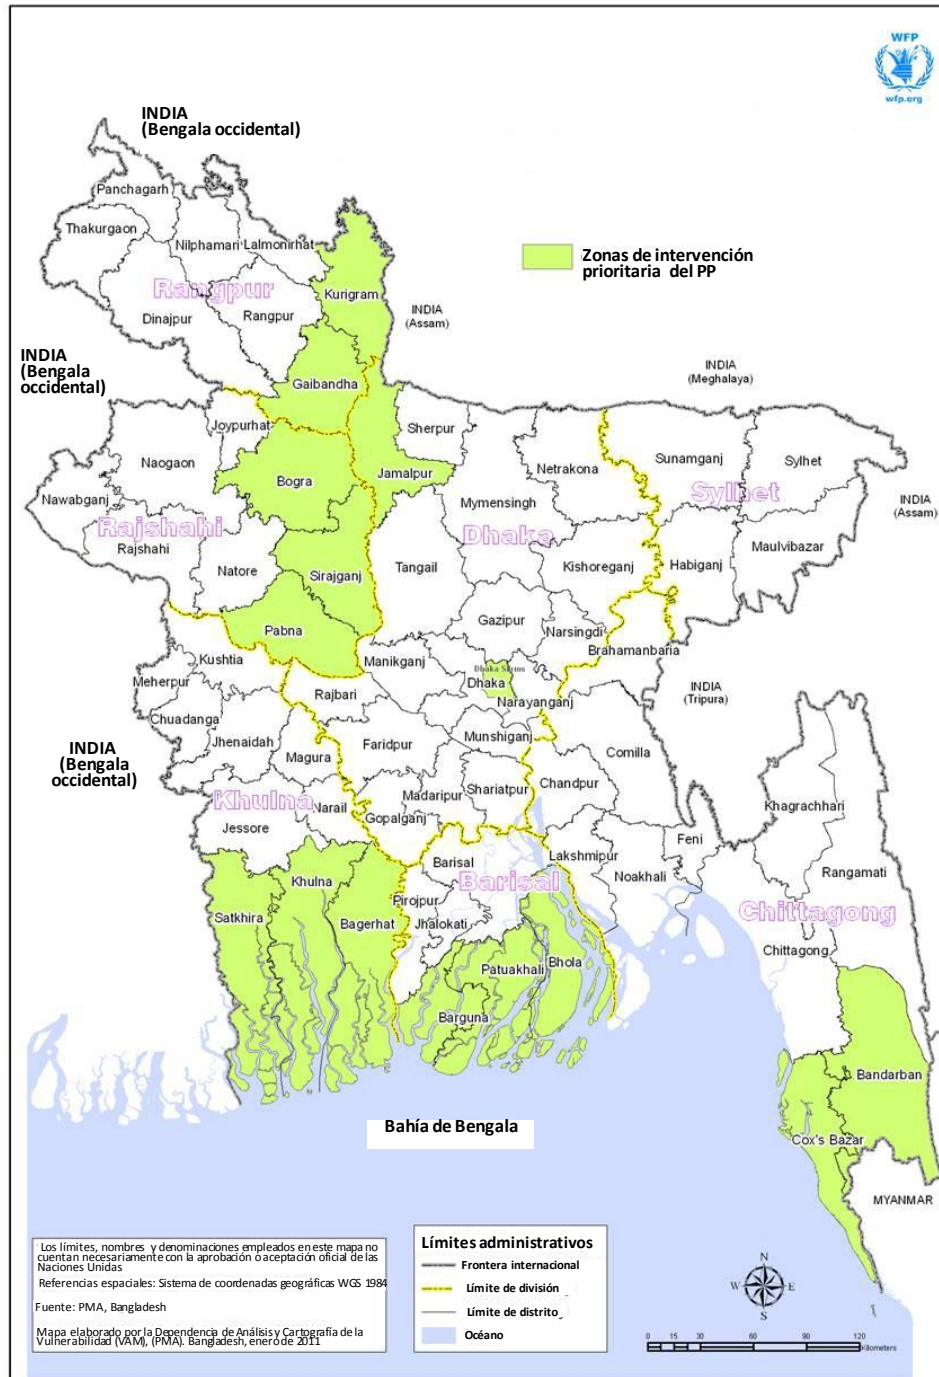 WFP
wfp.org
INDIA
(Bengala occidental)
Panchagarh
Thakurgaon
Nilphamari
Lalmonirhat
Zonas de intervención
prioritaria del PP
Rangpur
Kurigram
Dinajpur
Rangpur
INDIA
(Assam)
INDIA
(Bengala
occidental)
INDIA
(Meghalaya)
Gaibandha
Joypurhat
Sherpur
Naogaon
Bogra
Jamalpur
Netrakona
Sunamganj
Sylhet
Nawabganj
Mymensingh
Sylhet
INDIA
(Assam)
Rajshahi
Rajshahi
Dhaka
Natore
Sirajganj
Tangail
Kishoreganj
Habiganj
Maulvibazar
Pabna
Gazipur
Narsingdi
Kushtia
Manikganj
Brahamanbaria
Meherpur
Dhaka Slums
Dhaka
Rajbari
Narayanganj
INDIA
(Tripura)
Chuadanga
Jhenaidah
Magura
Faridpur
Munshiganj
Comilla
INDIA
(Bengala
occidental)
Madaripur
Shariatpur
Chandpur
Khulna
Narail
Gopalganj
Khagrachhari
Jessore
Barisal
Lakshmipur
Feni
Noakhali
Rangamati
Khulna
Barisal
Satkhira
Bagerhat
Pirojpur
Jhalokati
Chittagong
Chittagong
Patuakhali
Bhola
Barguna
Bandarban
Bahía de Bengala
Cox's Bazar
MYANMAR
Los límites, nombres y denominaciones empleados en este mapa no
cuentan necesariamente con la aprobación o aceptación oficial de las
Naciones Unidas
Referencias espaciales: Sistema de coordenadas geográficas WGS 1984
Fuente: PMA, Bangladesh
Mapa elaborado por la Dependencia de Análisis y Cartografía de la
Vulnerabilidad (VAM), (PMA). Bangladesh, enero de 2011
Límites administrativos
Frontera internacional
Límite de división
Límite de distrito
Océano
N
W E
S
0 15 30 60 90 120
Kilometers